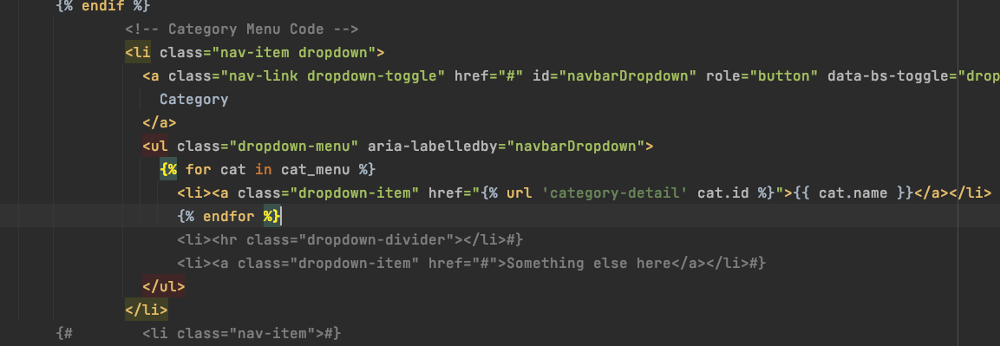 {% endif %}
<!-- Category Menu Code -->
<li class="nav-item dropdown">
<a class="nav-link dropdown-toggle" href="#" id="navbarDropdown" role="button" data-bs-toggle="drop
Category
</a>
<ul class="dropdown-menu" aria-labelledby="navbarDropdown">
{% for cat in cat_menu %}
<li><a class="dropdown-item" href="{% url 'category-detail' cat.id %}">{{ cat.name }}</a></li>
{% endfor %}
<li><hr class="dropdown-divider"></li>#}
<li><a class="dropdown-item" href="#">Something else here</a></li>#}
</ul>
</li>
{#        <li class="nav-item">#}